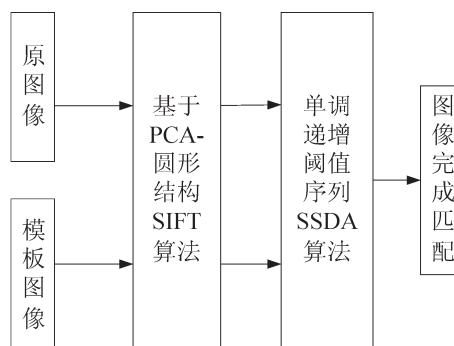 原
图
像
模
板
图
像
基于
PCA-
圆形
结构
SIFT
算法
单调
递增
阈值
序列
SSDA
算法
图
像
完
成
匹
配